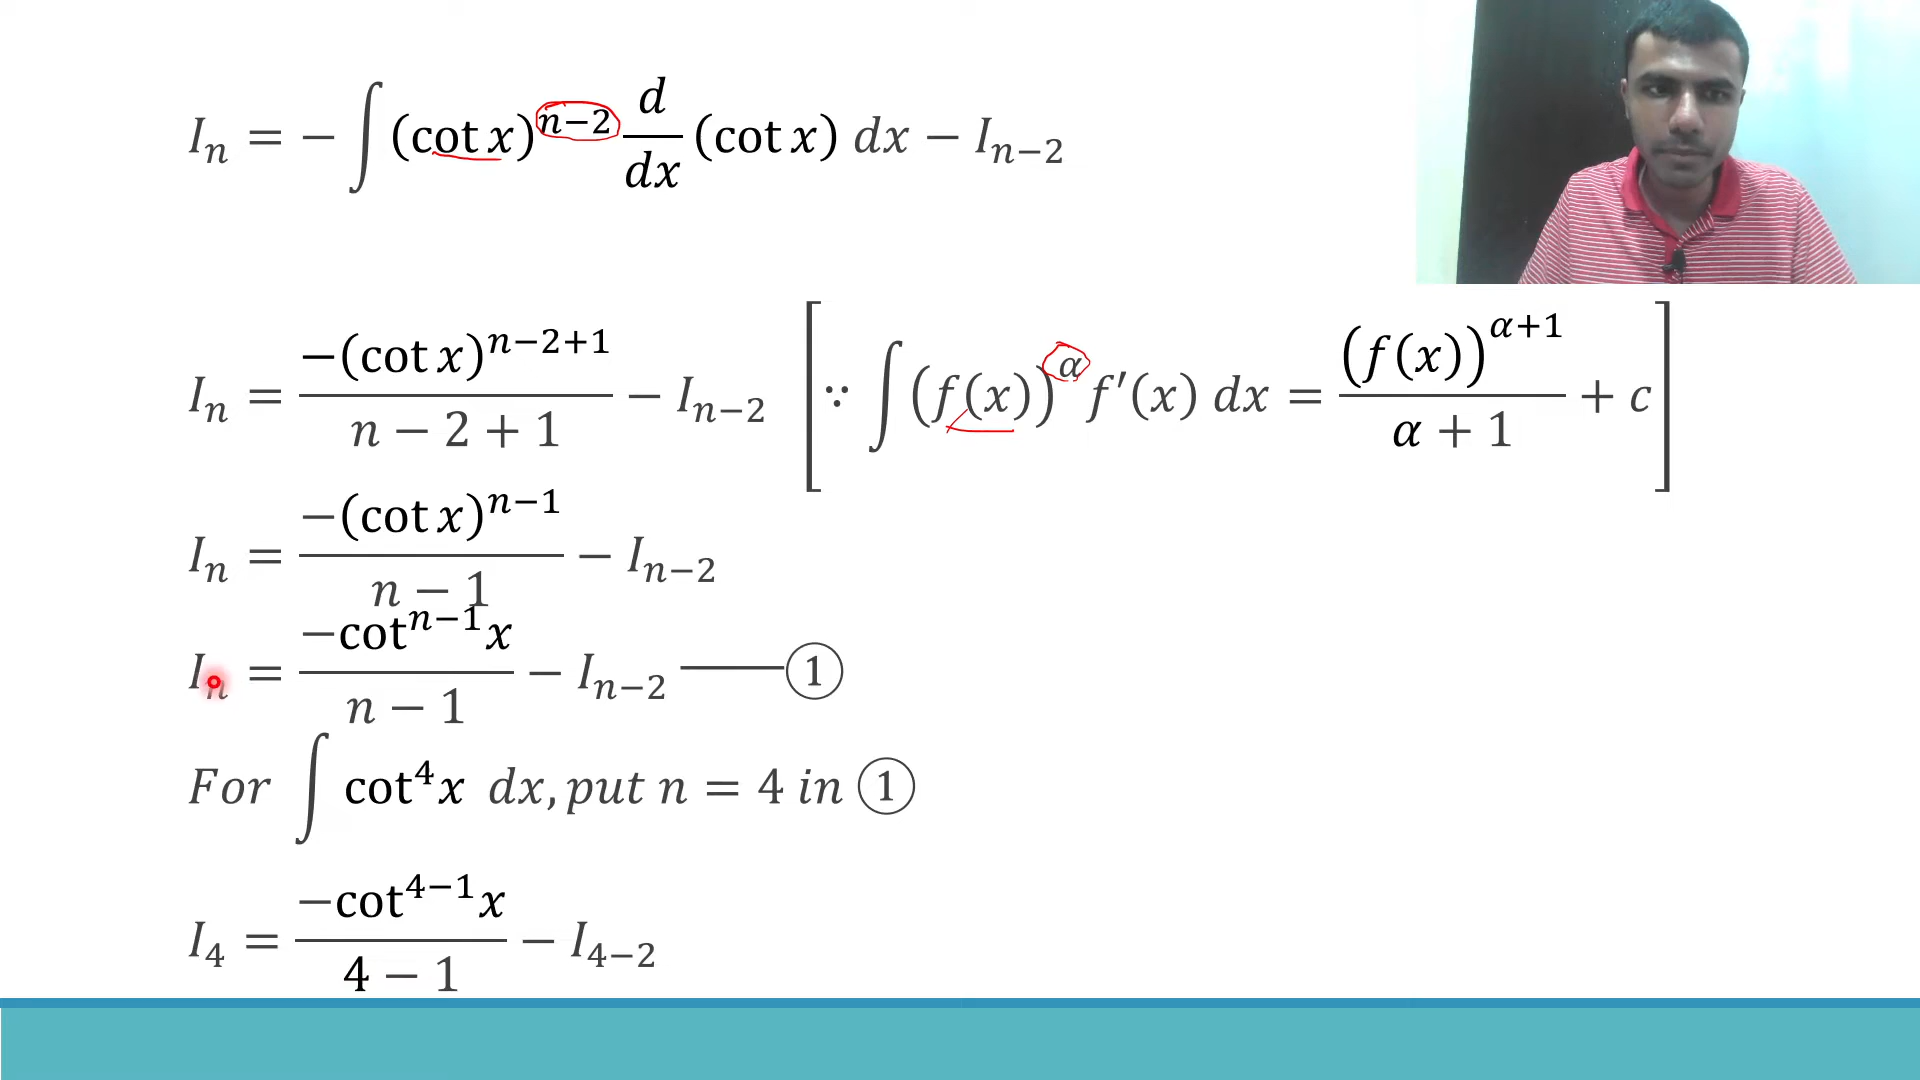 I_n = −∫(cot x)^{n−2} d/dx (cot x) dx − I_{n−2}
I_n = −(cot x)^{n−2+1}/(n−2+1) − I_{n−2} [∵ ∫(f(x))^α f′(x) dx = (f(x))^{α+1}/(α+1) + c]
I_n = −(cot x)^{n−1}/(n−1) − I_{n−2}
I_n = −cot^{n−1}x/(n−1) − I_{n−2} ——①
For ∫cot⁴x dx, put n = 4 in ①
I_4 = −cot^{4−1}x/(4−1) − I_{4−2}